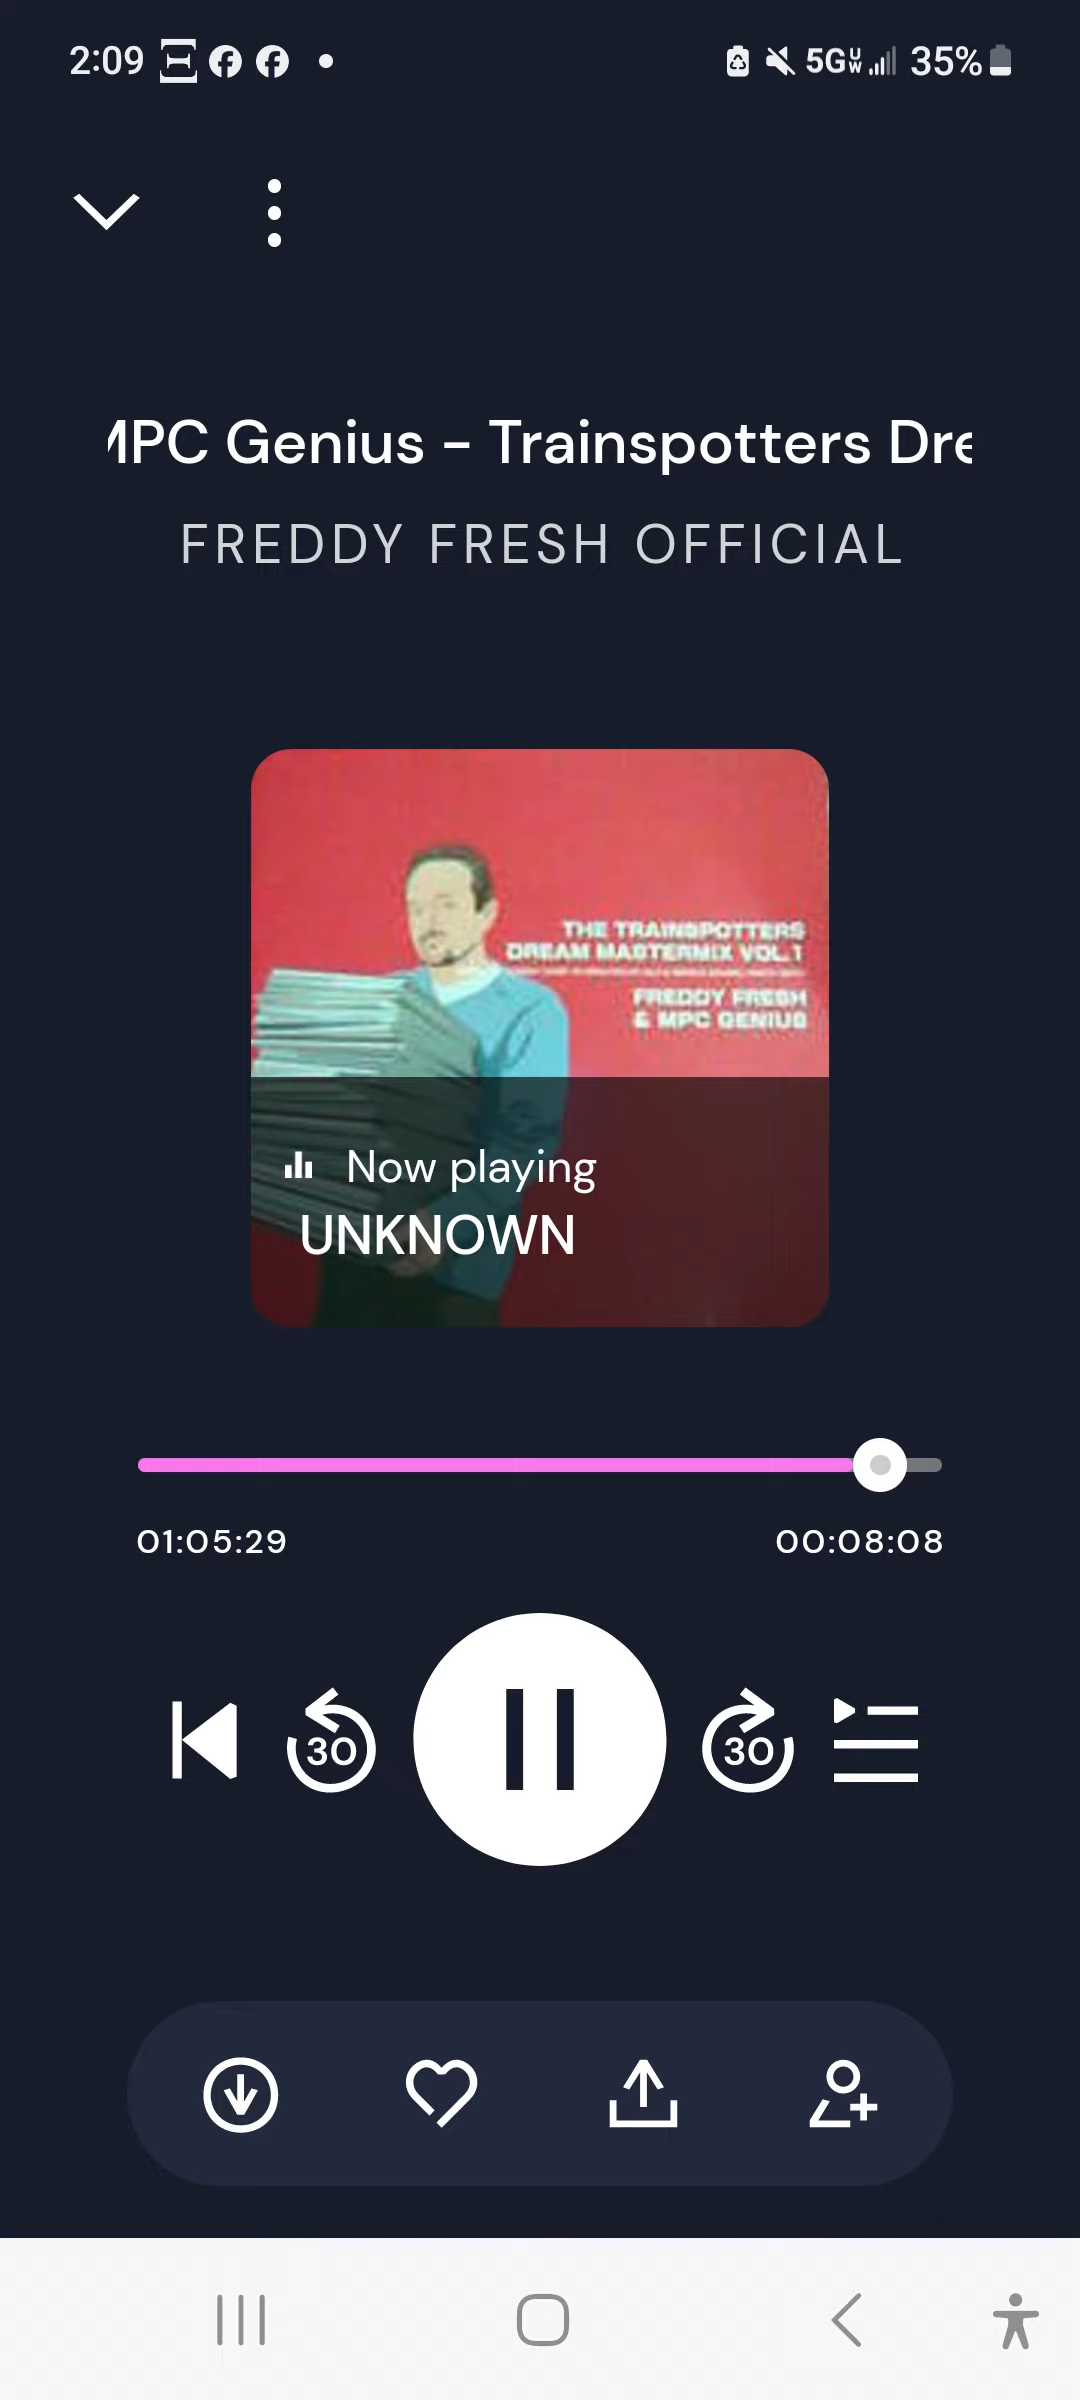 2:09
5G UW
35%
MPC Genius - Trainspotters Dre
FREDDY FRESH OFFICIAL
THE TRAINSPOTTERS
DREAM MASTERMIX VOL.1
FREDDY FRESH
& MPC GENIUS
Now playing
UNKNOWN
01:05:29
00:08:08
30
30